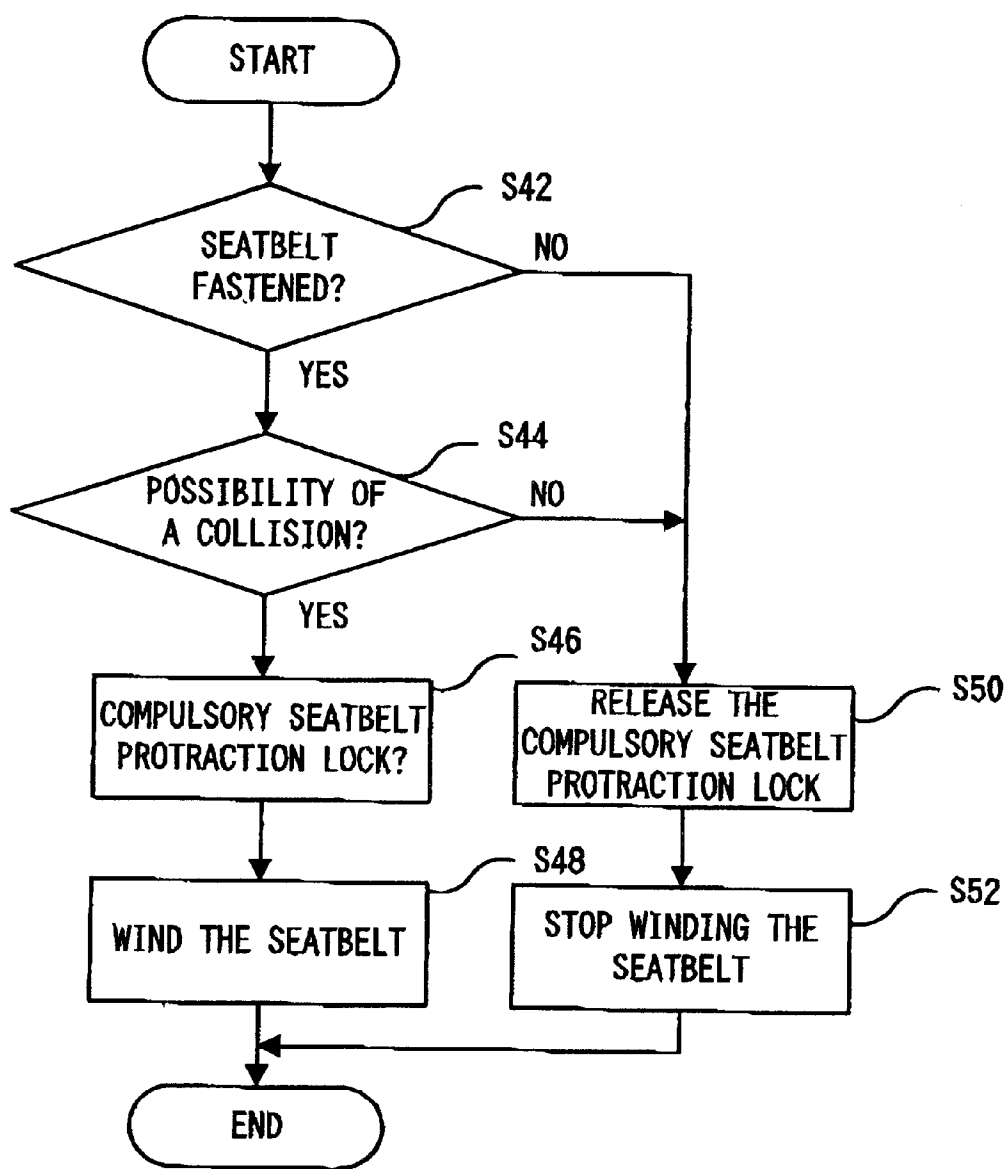 START
S42
SEATBELT
FASTENED?
NO
YES
S44
POSSIBILITY OF
A COLLISION?
NO
YES
S46
COMPULSORY SEATBELT
PROTRACTION LOCK?
S50
RELEASE THE
COMPULSORY SEATBELT
PROTRACTION LOCK
S48
WIND THE SEATBELT
S52
STOP WINDING THE
SEATBELT
END